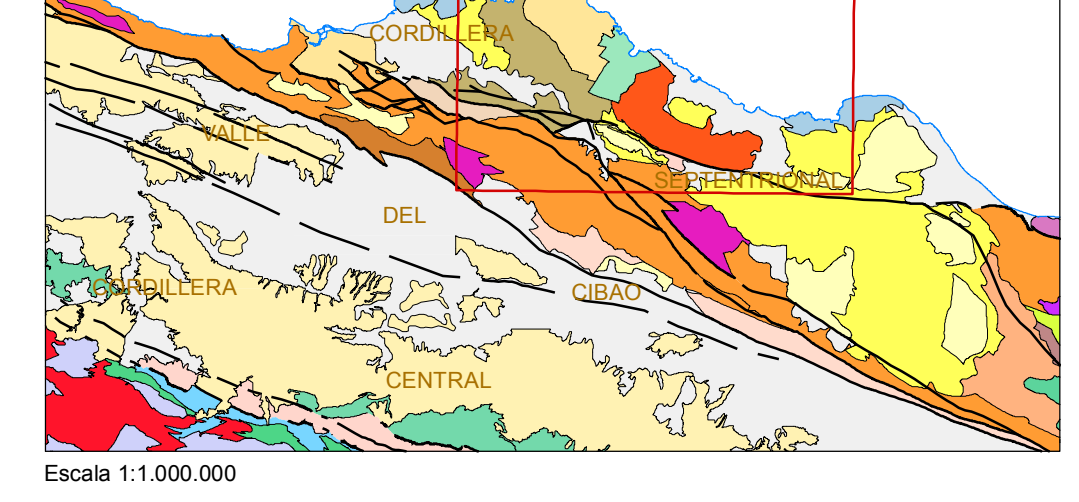 CORDILLERA
VALLE
SEPTENTRIONAL
DEL
CORDILLERA
CIBAO
CENTRAL
Escala 1:1.000.000